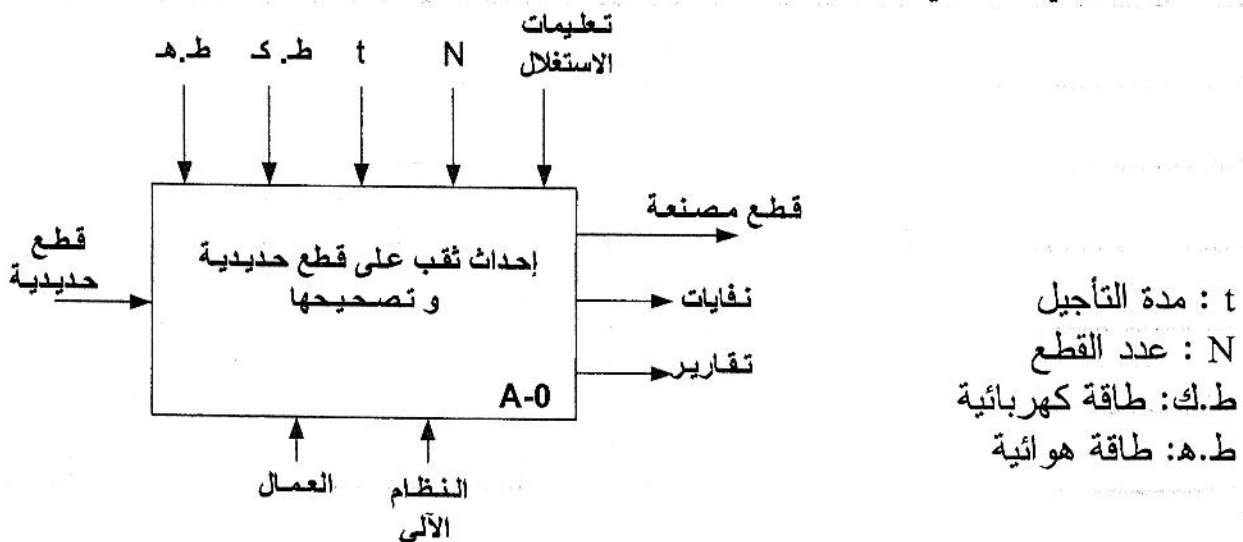 تعليمات
الاستغلال
N
t
ط. ك
ط.هـ
قطع
حديدية
إحداث ثقب على قطع حديدية
و تصحيحها
A-0
قطع مصنعة
نفايات
تقارير
العمال
النظام
الآلي
t : مدة التأجيل
N : عدد القطع
ط.ك: طاقة كهربائية
ط.ه: طاقة هوائية